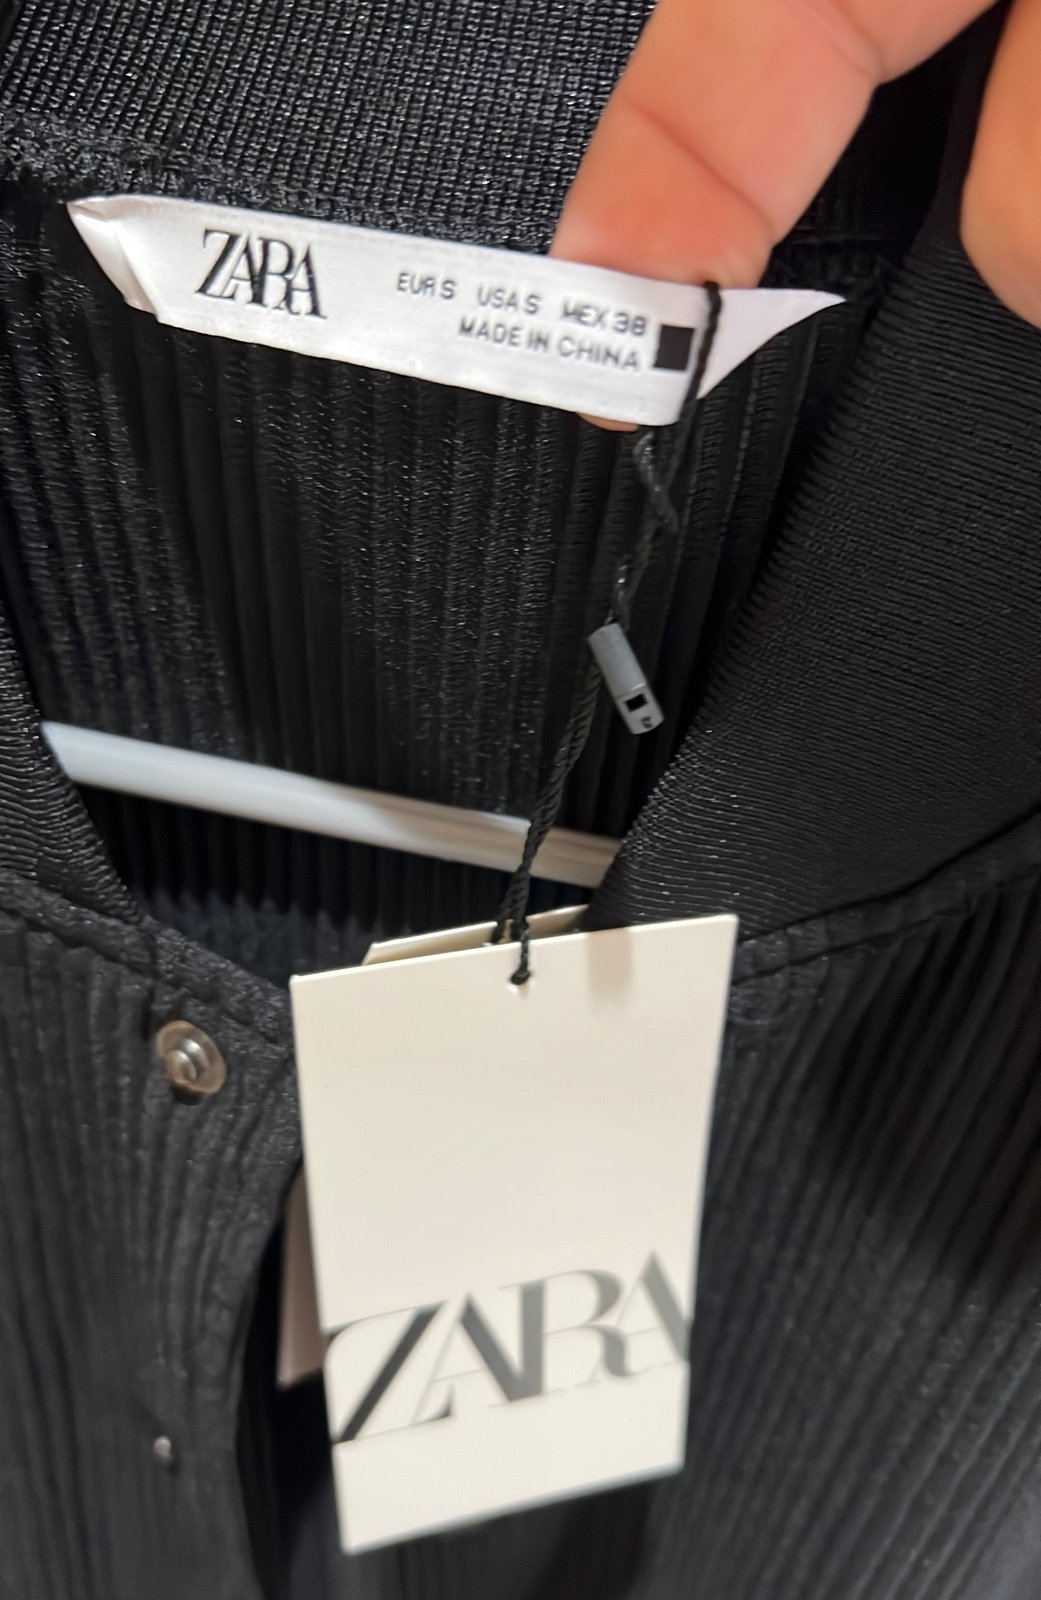 ZARA
EUR S USA S MEX 38
MADE IN CHINA
ZARA